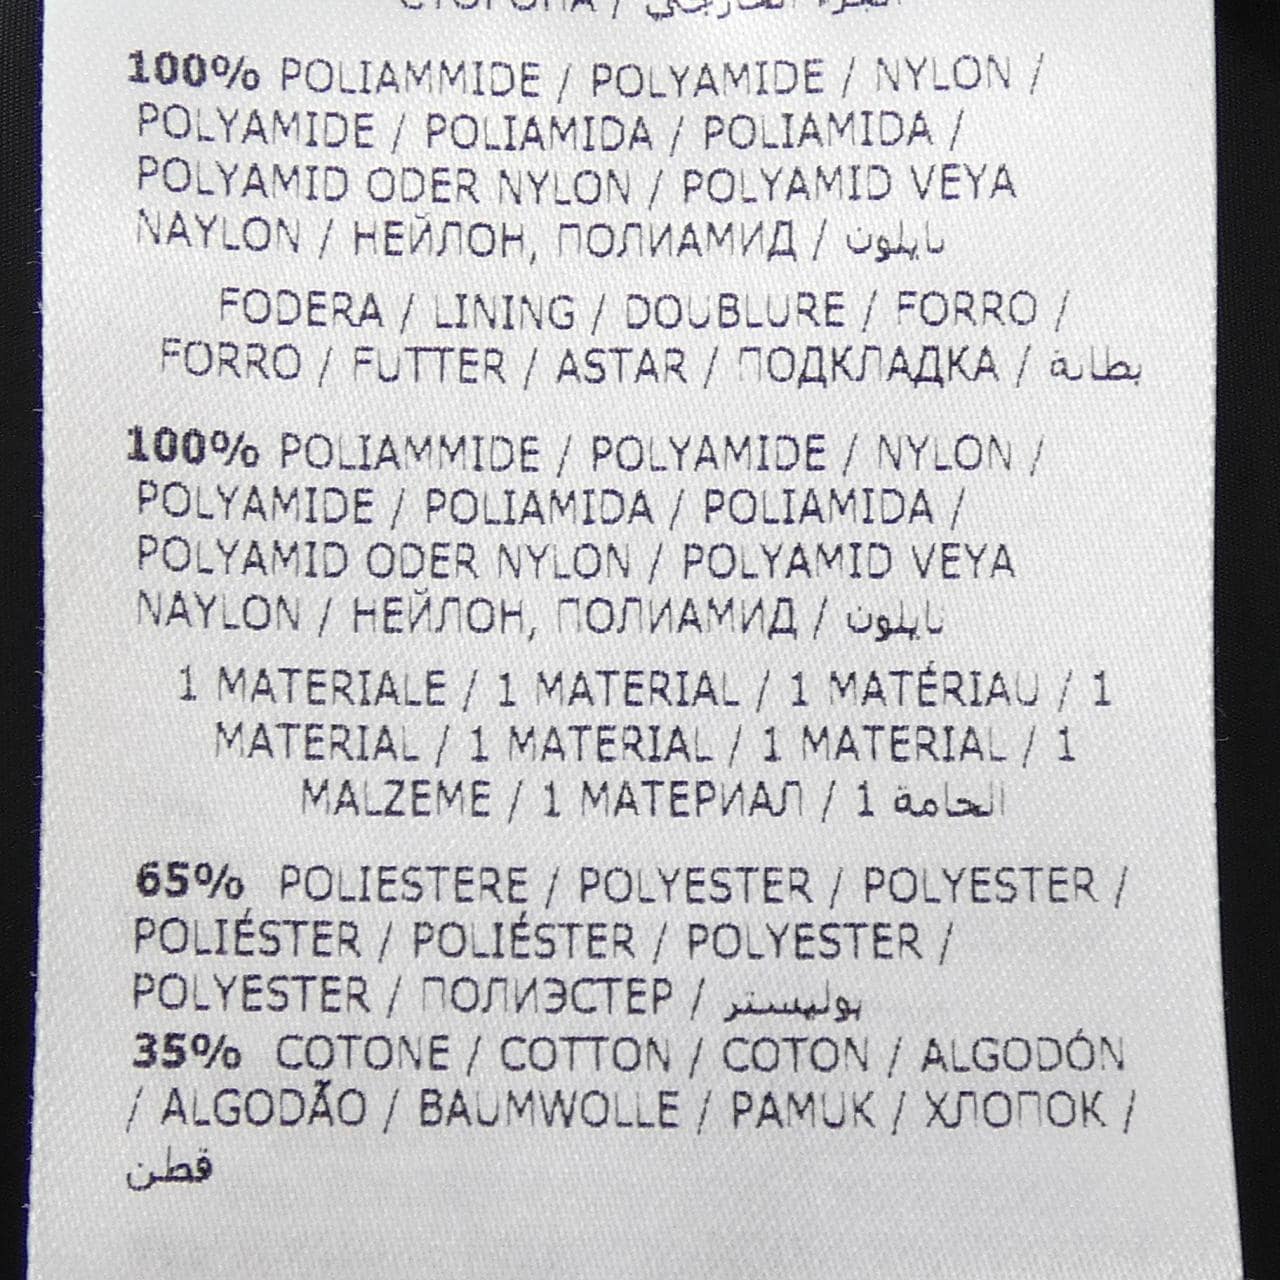 100% POLIAMMIDE / POLYAMIDE / NYLON /
POLYAMIDE / POLIAMIDA / POLIAMIDA /
POLYAMID ODER NYLON / POLYAMID VEYA
NAYLON / НЕЙЛОН, ПОЛИАМИД / نايلون
FODERA / LINING / DOUBLURE / FORRO /
FORRO / FUTTER / ASTAR / ПОДКЛАДКА / بطانة
100% POLIAMMIDE / POLYAMIDE / NYLON /
POLYAMIDE / POLIAMIDA / POLIAMIDA /
POLYAMID ODER NYLON / POLYAMID VEYA
NAYLON / НЕЙЛОН, ПОЛИАМИД / نايلون
1 MATERIALE / 1 MATERIAL / 1 MATÉRIAU / 1
MATERIAL / 1 MATERIAL / 1 MATERIAL / 1
MALZEME / 1 МАТЕРИАЛ / 1 الخامة
65% POLIESTERE / POLYESTER / POLYESTER /
POLIÉSTER / POLIÉSTER / POLYESTER /
POLYESTER / ПОЛИЭСТЕР / بوليستر
35% COTONE / COTTON / COTON / ALGODÓN
/ ALGODÃO / BAUMWOLLE / PAMUK / ХЛОПОК /
قطن